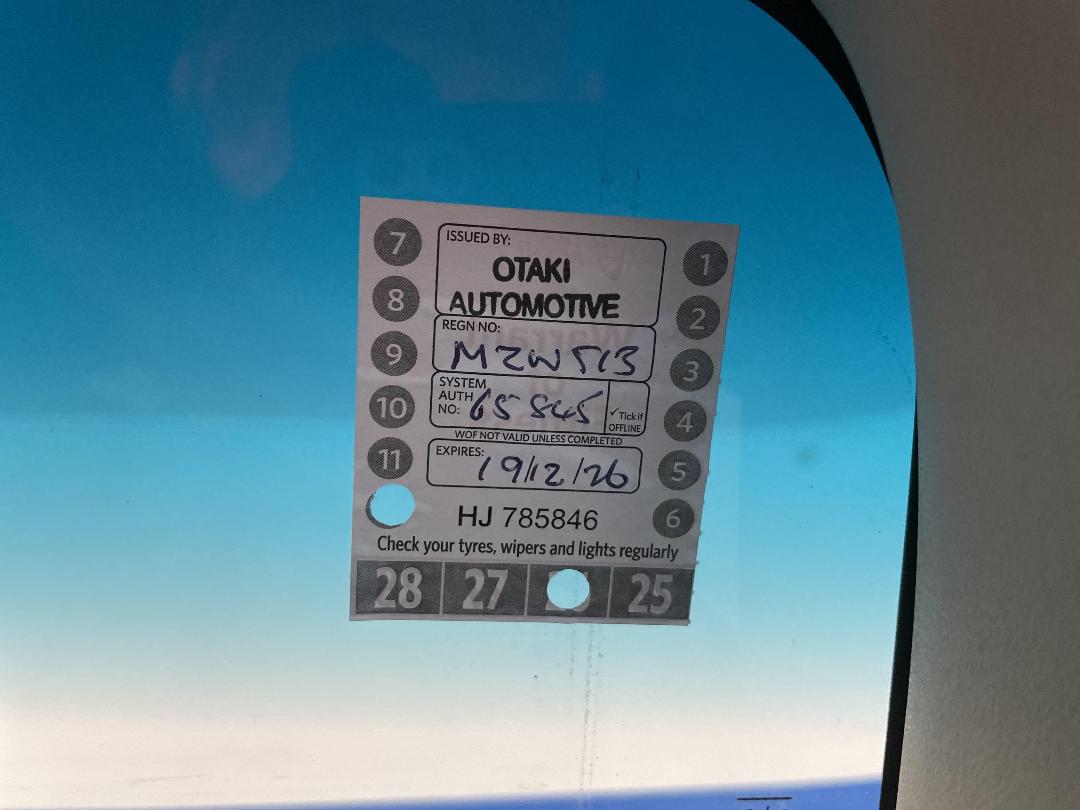 7
8
9
10
11
ISSUED BY:
OTAKI
AUTOMOTIVE
REGN NO:
MZW513
SYSTEM
AUTH
NO: 65845
✓Tick if
OFFLINE
WOF NOT VALID UNLESS COMPLETED
EXPIRES:
19/12/26
HJ 785846
Check your tyres, wipers and lights regularly
1
2
3
4
5
6
28 27 25